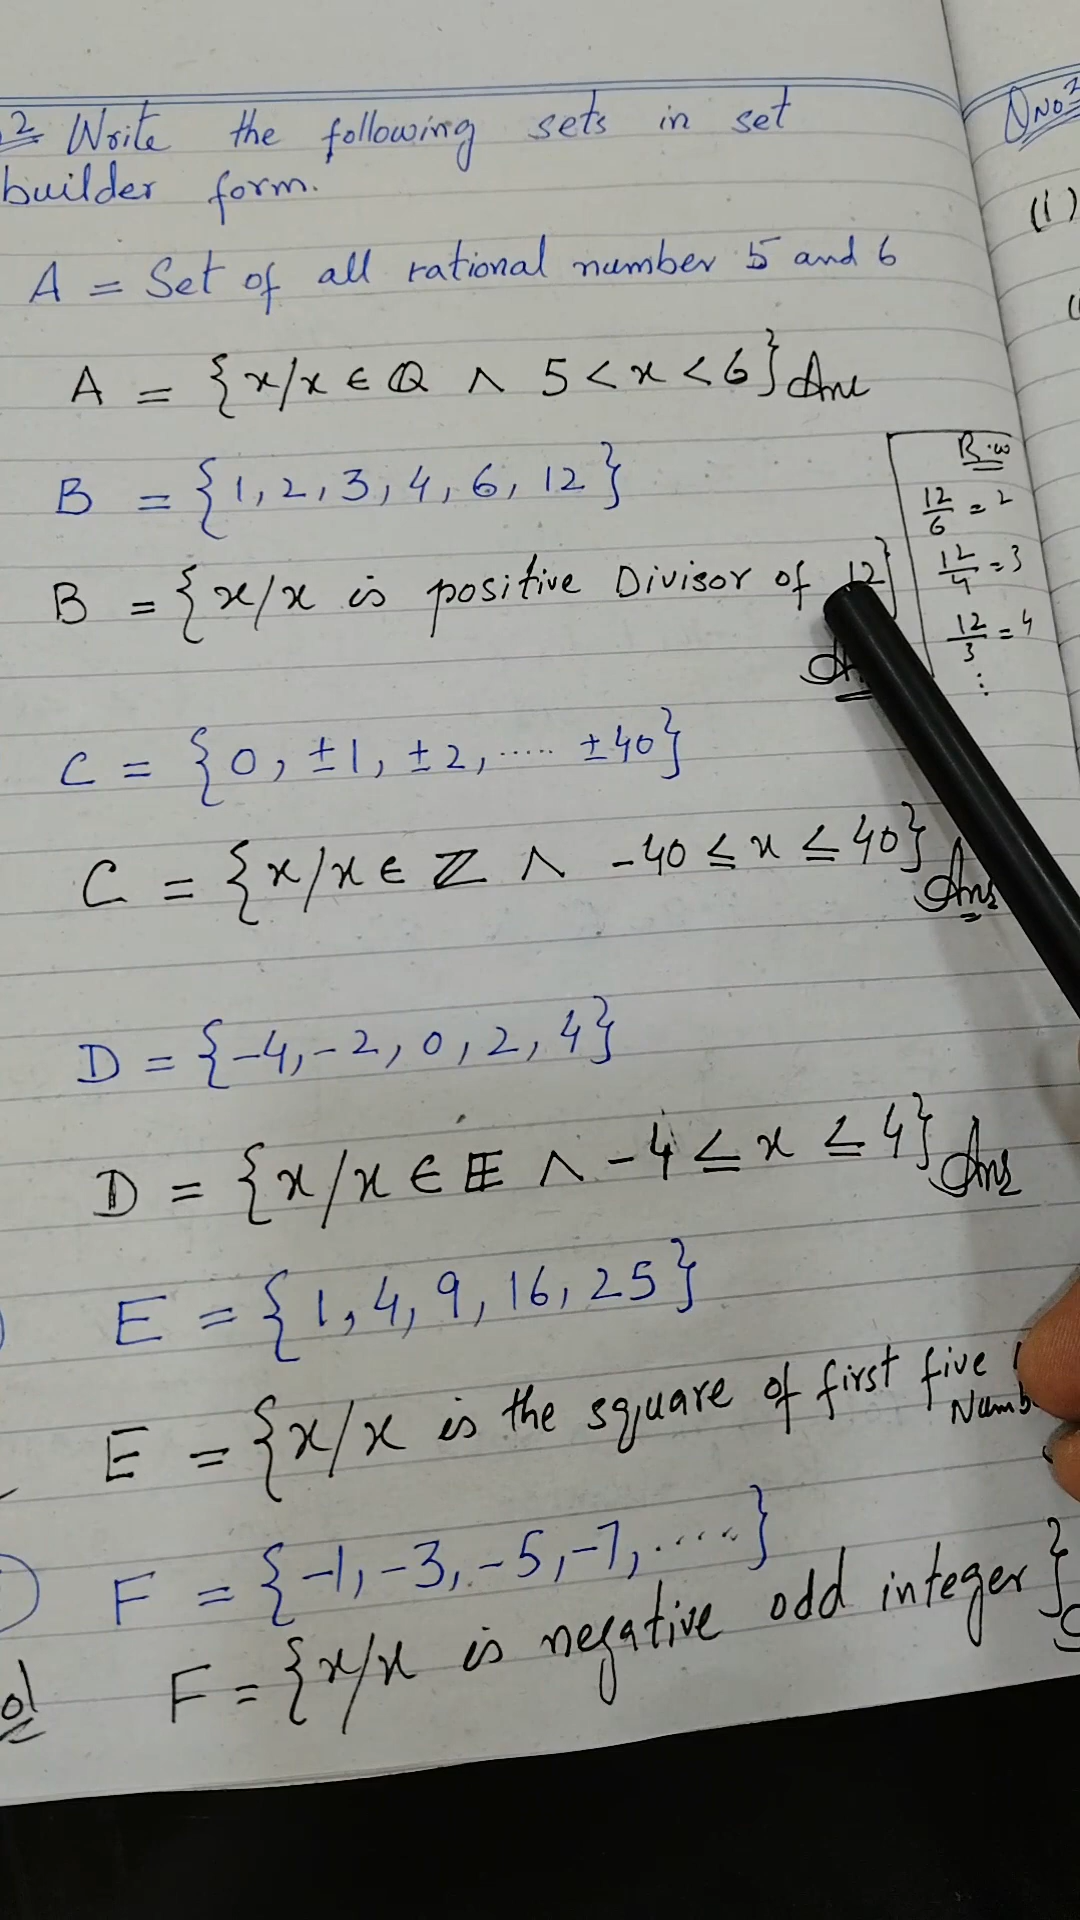 2 Write the following sets in set
builder form.
A = Set of all rational number 5 and 6
A = {x/x ∈ Q ∧ 5 < x < 6} Ans
B = {1, 2, 3, 4, 6, 12}
B = {x/x is positive Divisor of 12}
R.w
12/6 = 2
12/4 = 3
12/3 = 4
⋮
C = {0, ±1, ±2, ..... ±40}
C = {x/x ∈ Z ∧ -40 ≤ x ≤ 40} Ans
D = {-4, -2, 0, 2, 4}
D = {x/x ∈ E ∧ -4 ≤ x ≤ 4} Ans
E = {1, 4, 9, 16, 25}
E = {x/x is the square of first five
F = {-1, -3, -5, -7, .....}
F = {x/x is negative odd integer}
QNo3
(i)